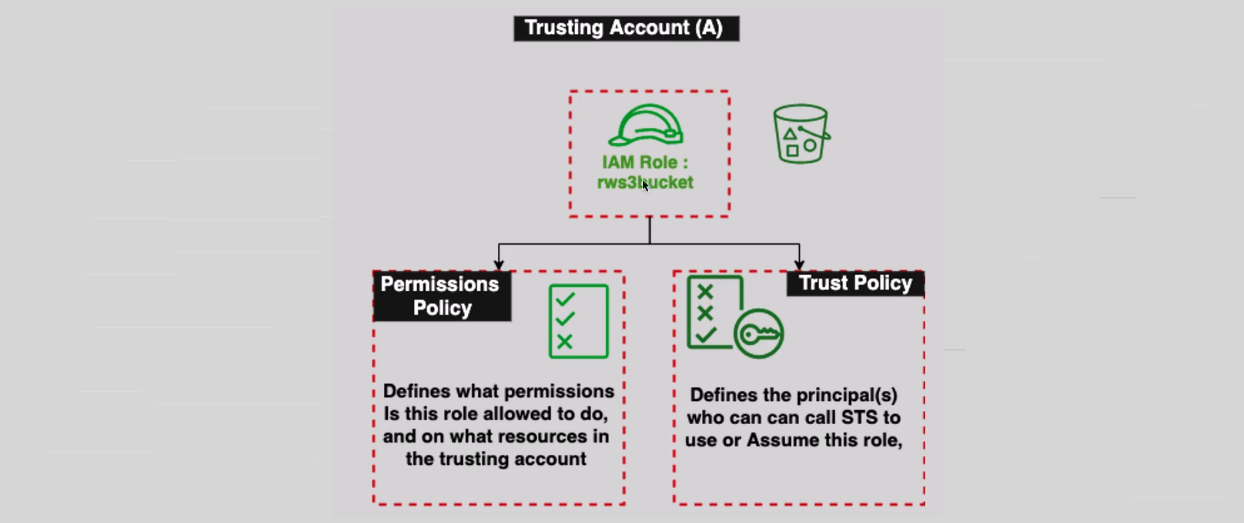 Trusting Account (A)
IAM Role :
rws3bucket
Permissions
Policy
Trust Policy
Defines what permissions
Is this role allowed to do,
and on what resources in
the trusting account
Defines the principal(s)
who can can call STS to
use or Assume this role,